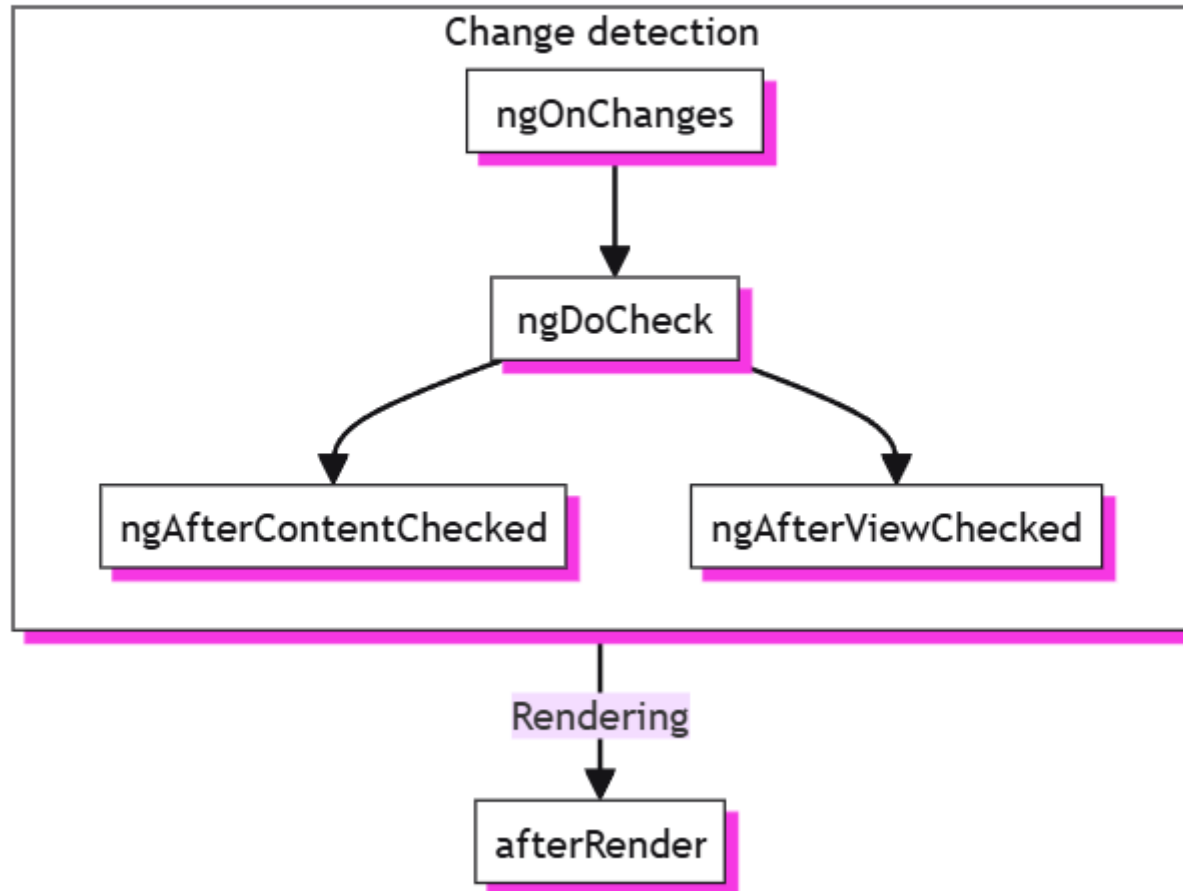 Change detection
ngOnChanges
ngDoCheck
ngAfterContentChecked
ngAfterViewChecked
Rendering
afterRender